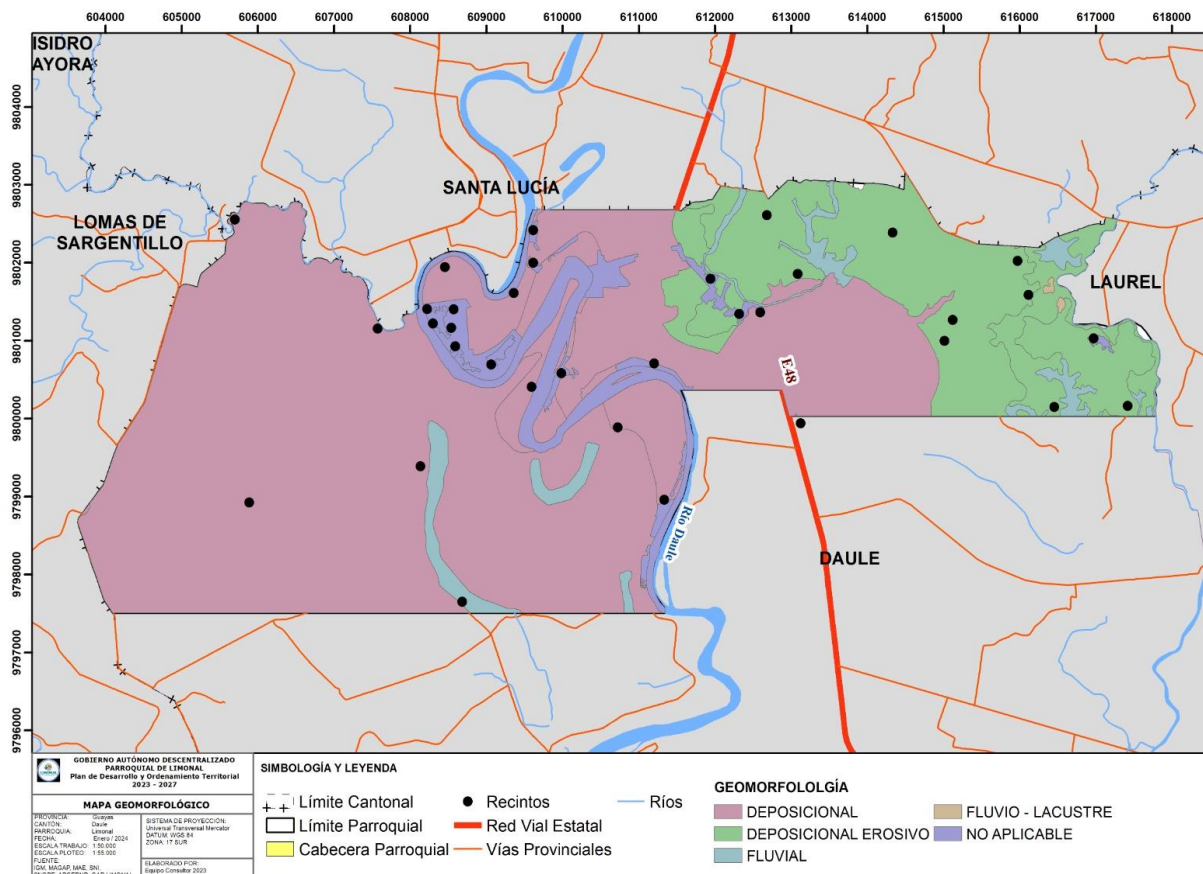 604000 605000 606000 607000 608000 609000 610000 611000 612000 613000 614000 615000 616000 617000 618000
9804000
9803000
9802000
9801000
9800000
9799000
9798000
9797000
9796000
ISIDRO
AYORA
SANTA LUCÍA
LOMAS DE
SARGENTILLO
LAUREL
E48
Río Daule
DAULE
GOBIERNO AUTÓNOMO DESCENTRALIZADO
PARROQUIAL DE LIMONAL
Plan de Desarrollo y Ordenamiento Territorial
2023 - 2027
MAPA GEOMORFOLÓGICO
PROVINCIA: Guayas
CANTÓN: Daule
PARROQUIA: Limonal
FECHA: Enero / 2024
ESCALA TRABAJO: 1:50.000
ESCALA PLOTEO: 1:55.000
FUENTE:
IGM, MAGAP, MAE, SNI,
SISTEMA DE PROYECCIÓN:
Universal Transversal Mercator
DATUM: WGS 84
ZONA: 17 SUR
ELABORADO POR:
Equipo Consultor 2023
SIMBOLOGÍA Y LEYENDA
Límite Cantonal
Límite Parroquial
Cabecera Parroquial
Recintos
Red Vial Estatal
Vías Provinciales
Ríos
GEOMORFOLOLGÍA
DEPOSICIONAL
DEPOSICIONAL EROSIVO
FLUVIAL
FLUVIO - LACUSTRE
NO APLICABLE